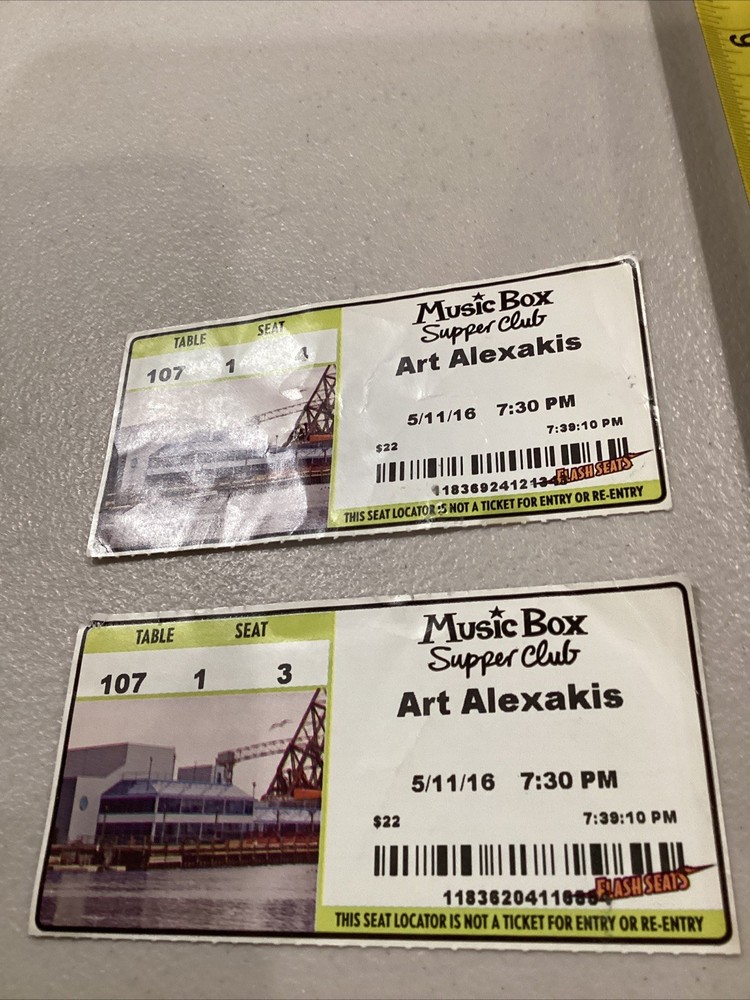 9
Music Box
Supper Club
TABLE SEAT
107 1 4
Art Alexakis
5/11/16 7:30 PM
$22 7:39:10 PM
FLASH SEATS
THIS SEAT LOCATOR IS NOT A TICKET FOR ENTRY OR RE-ENTRY
Music Box
Supper Club
TABLE SEAT
107 1 3
Art Alexakis
5/11/16 7:30 PM
$22 7:39:10 PM
FLASH SEATS
THIS SEAT LOCATOR IS NOT A TICKET FOR ENTRY OR RE-ENTRY